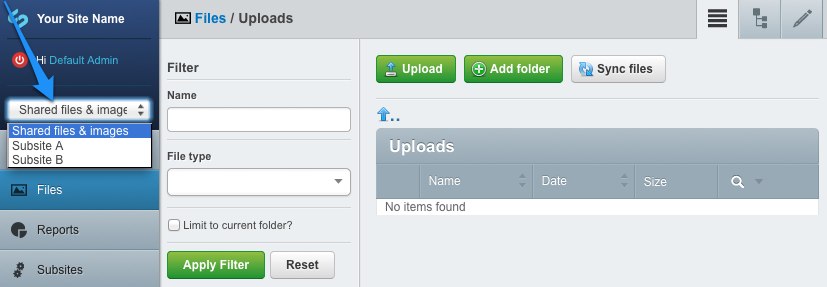 Your Site Name
Hi Default Admin
Shared files & image
Shared files & images
Subsite A
Subsite B
Files
Reports
Subsites
Files / Uploads
Filter
Name
File type
Limit to current folder?
Apply Filter
Reset
Upload
Add folder
Sync files
..
Uploads
Name
Date
Size
No items found